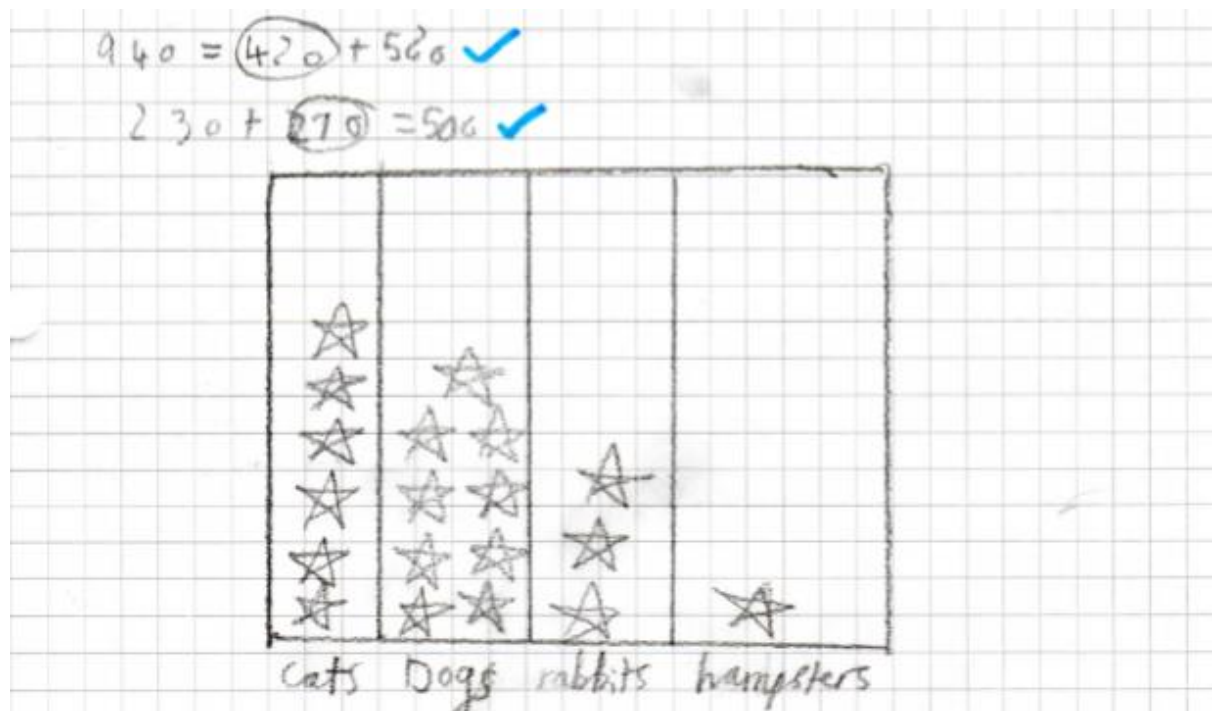 940 = 420 + 520
230 + 270 = 500
cats Dogs rabbits hampsters